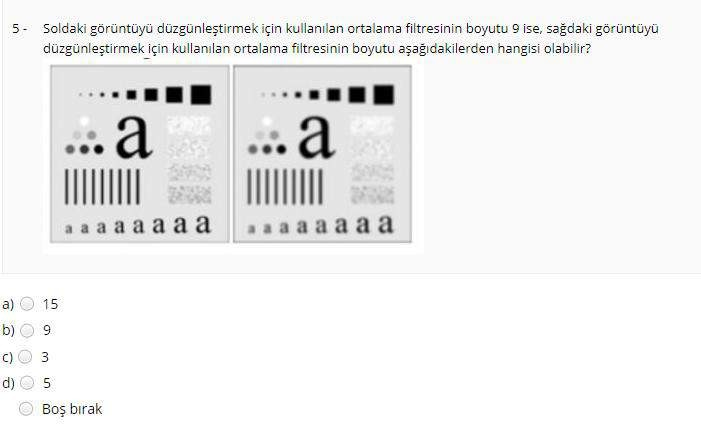 5 - Soldaki görüntüyü düzgünleştirmek için kullanılan ortalama filtresinin boyutu 9 ise, sağdaki görüntüyü
düzgünleştirmek için kullanılan ortalama filtresinin boyutu aşağıdakilerden hangisi olabilir?
a a
a a a a a a a a a a a a a a a a
a) 15
b) 9
c) 3
d) 5
Boş bırak